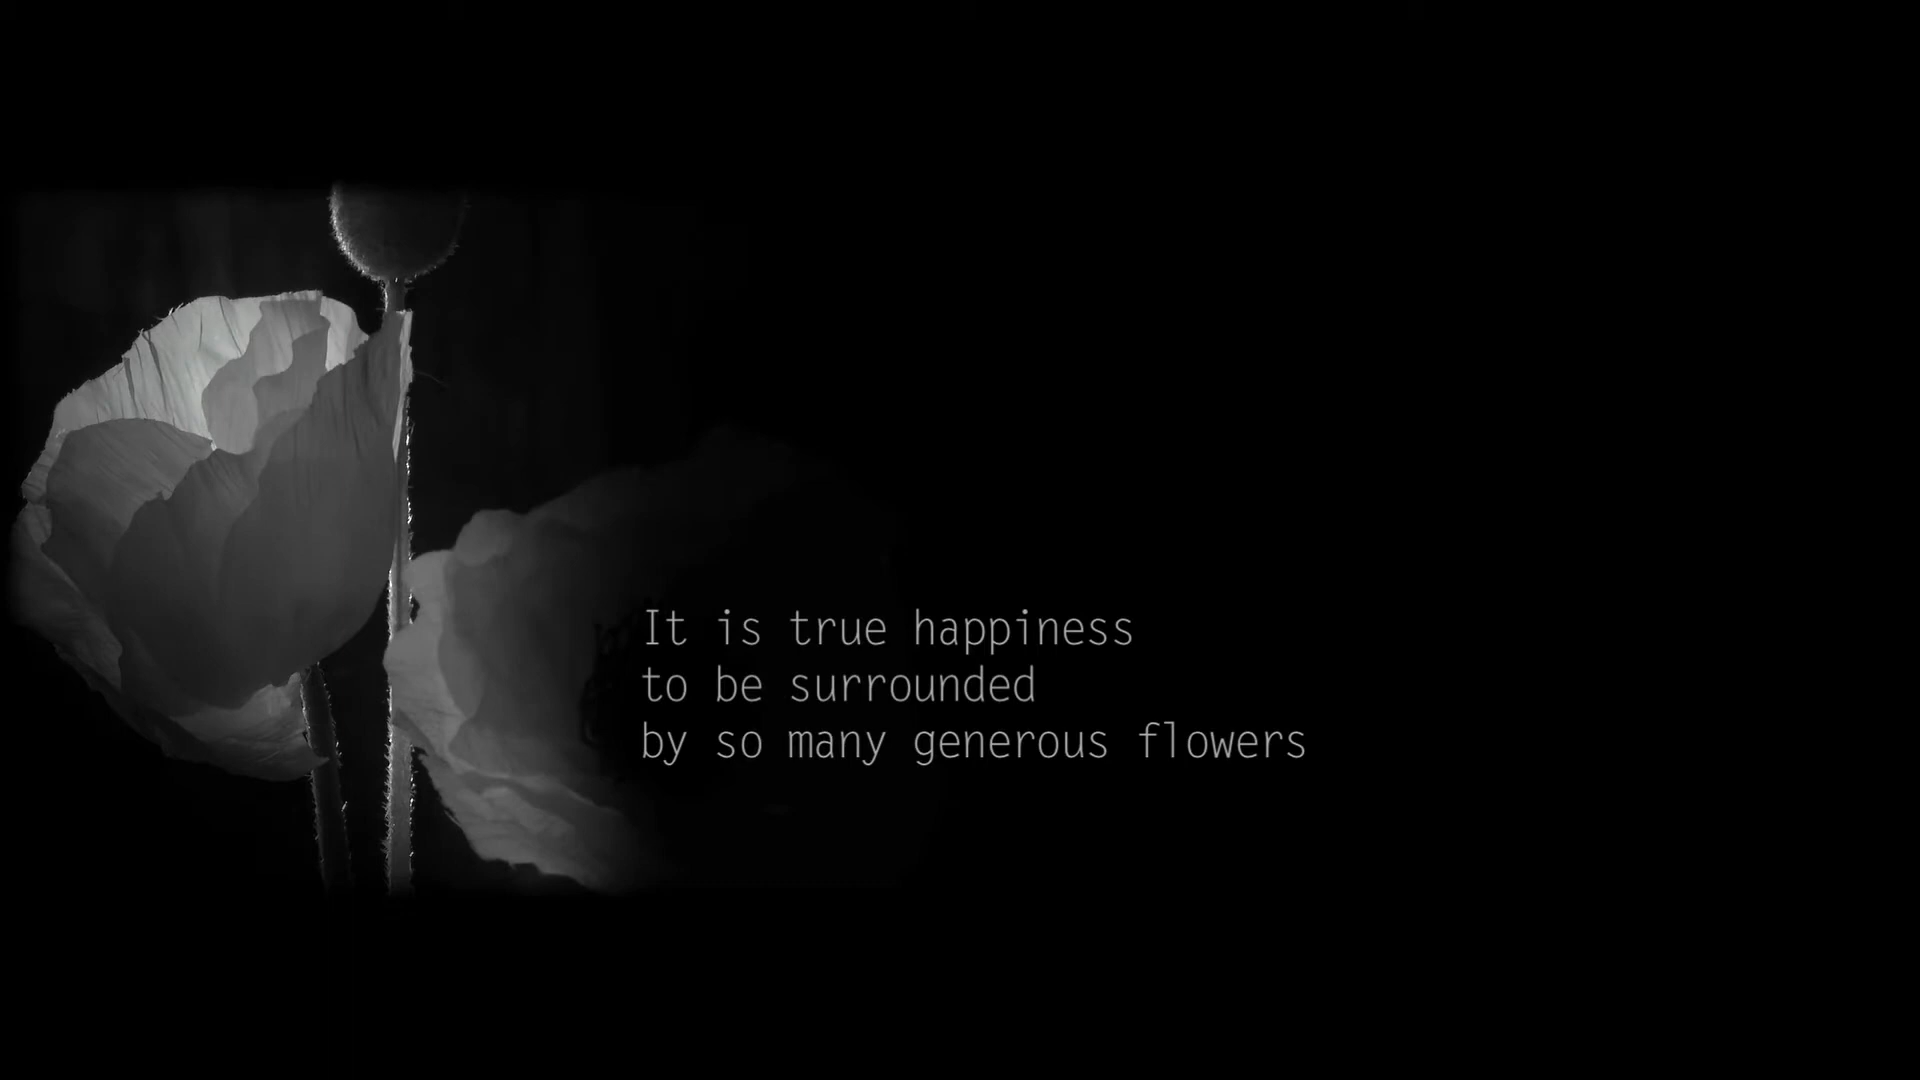 It is true happiness
to be surrounded
by so many generous flowers